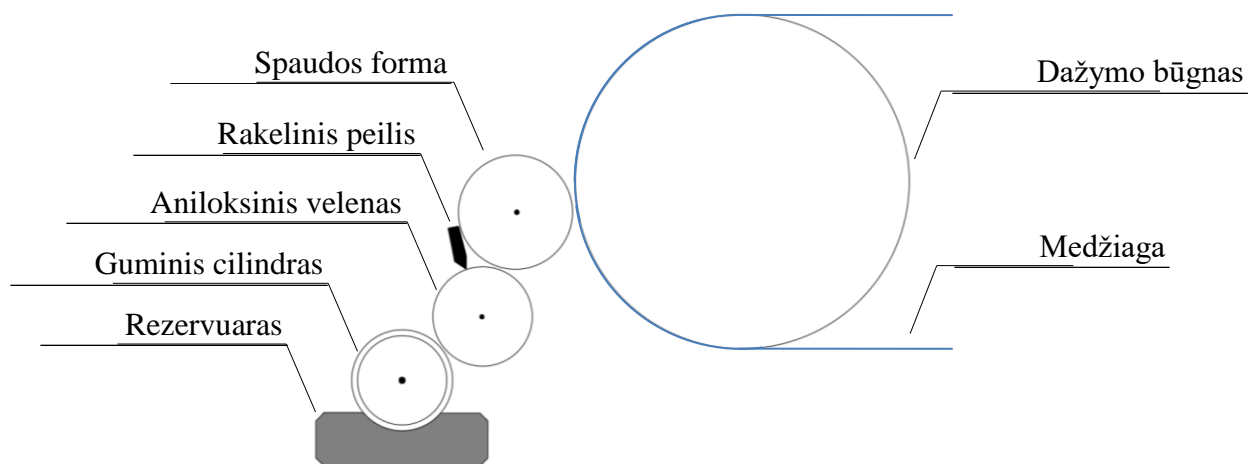 Spaudos forma
Rakelinis peilis
Aniloksinis velenas
Guminis cilindras
Rezervuaras
Dažymo būgnas
Medžiaga